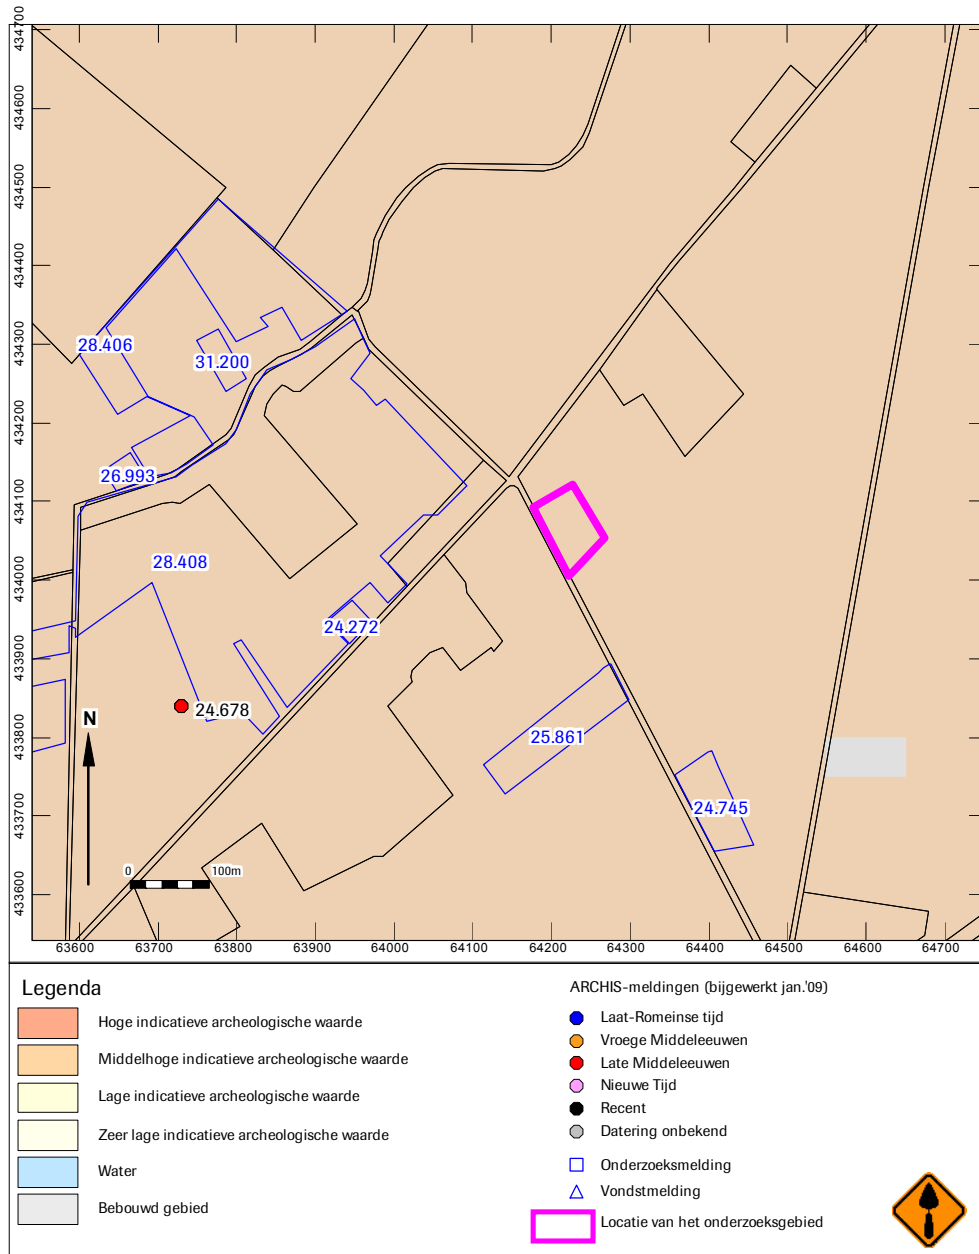 434700
434600
434500
434400
434300
434200
434100
434000
433900
433800
433700
433600
28.406
31.200
26.993
28.408
24.272
24.678
25.861
24.745
N
0 100m
63600 63700 63800 63900 64000 64100 64200 64300 64400 64500 64600 64700
Legenda
Hoge indicatieve archeologische waarde
Middelhoge indicatieve archeologische waarde
Lage indicatieve archeologische waarde
Zeer lage indicatieve archeologische waarde
Water
Bebouwd gebied
ARCHIS-meldingen (bijgewerkt jan.'09)
Laat-Romeinse tijd
Vroege Middeleeuwen
Late Middeleeuwen
Nieuwe Tijd
Recent
Datering onbekend
Onderzoeksmelding
Vondstmelding
Locatie van het onderzoeksgebied